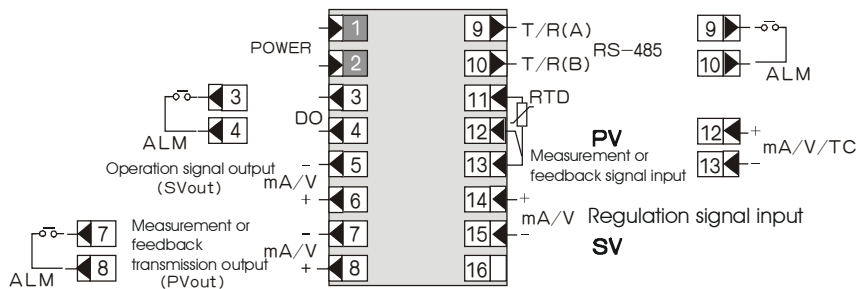 POWER
1
2
3
4
DO
3
4
ALM
Operation signal output
(SVout)
-
mA/V
+
5
6
7
8
ALM
Measurement or
feedback
transmission output
(PVout)
-
mA/V
+
7
8
9
T/R(A)
10
T/R(B)
RS-485
9
10
ALM
11
RTD
12
PV
13
Measurement or
feedback signal input
12
+
13
-
mA/V/TC
14
+
15
-
mA/V
Regulation signal input
SV
16